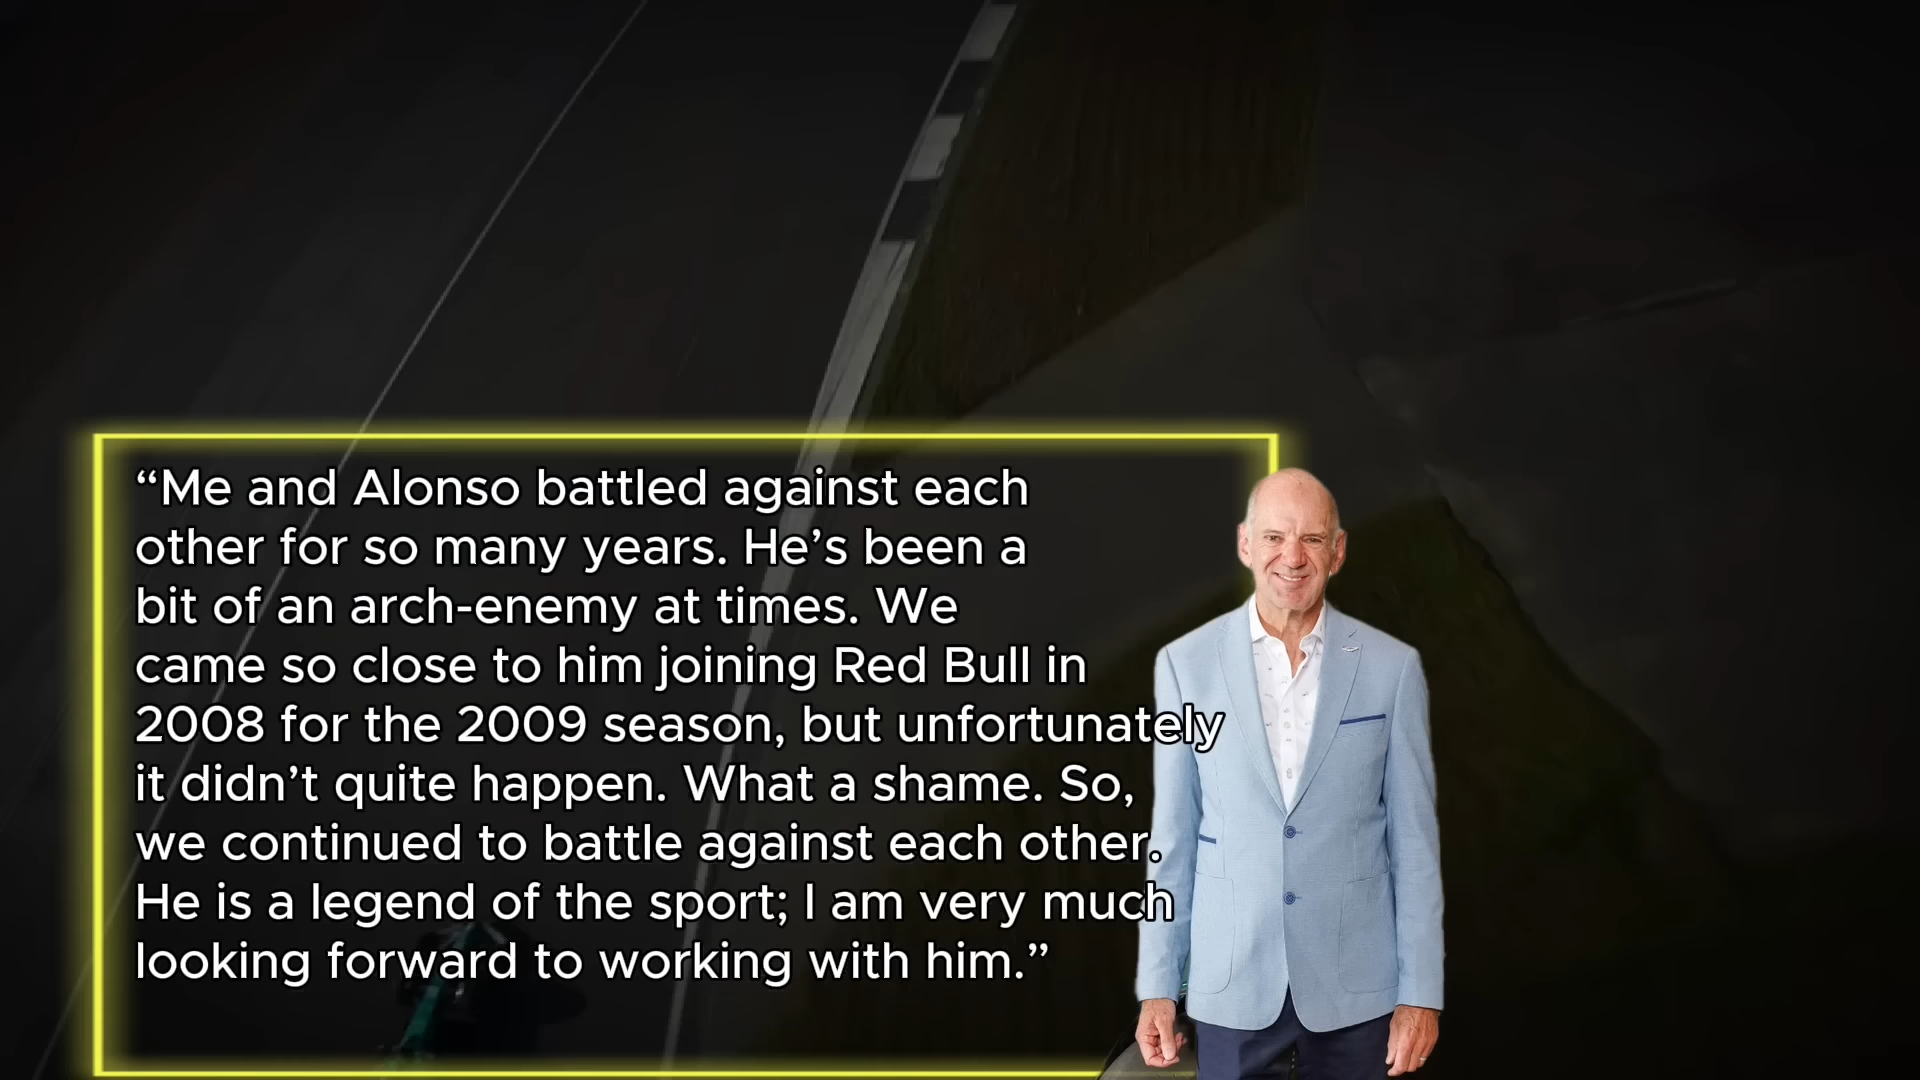 “Me and Alonso battled against each
other for so many years. He’s been a
bit of an arch-enemy at times. We
came so close to him joining Red Bull in
2008 for the 2009 season, but unfortunately
it didn’t quite happen. What a shame. So,
we continued to battle against each other.
He is a legend of the sport; I am very much
looking forward to working with him.”